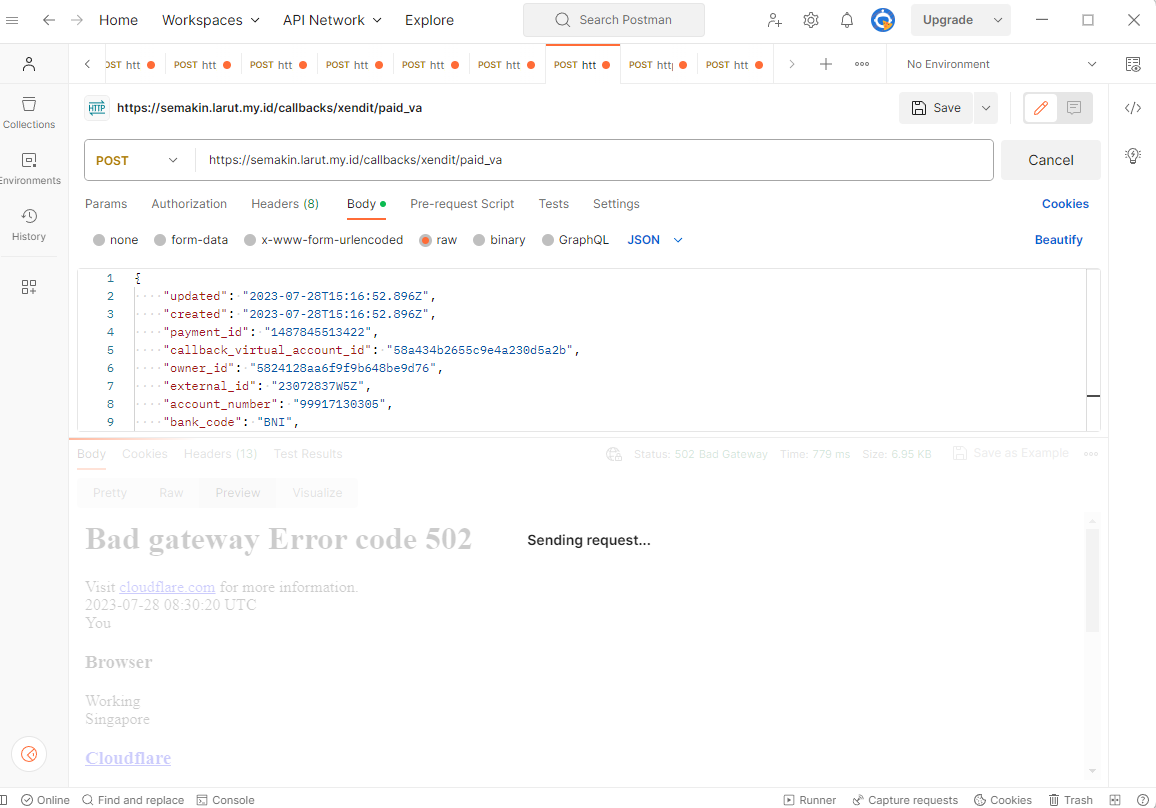 Home Workspaces API Network Explore Search Postman Upgrade
POST htt POST htt POST htt POST htt POST htt POST htt POST htt POST htt POST htt No Environment
HTTP https://semakin.larut.my.id/callbacks/xendit/paid_va Save
POST https://semakin.larut.my.id/callbacks/xendit/paid_va Cancel
Collections
Environments
History
Params Authorization Headers (8) Body Pre-request Script Tests Settings Cookies
none form-data x-www-form-urlencoded raw binary GraphQL JSON Beautify
1 {
2 "updated": "2023-07-28T15:16:52.896Z",
3 "created": "2023-07-28T15:16:52.896Z",
4 "payment_id": "1487845513422",
5 "callback_virtual_account_id": "58a434b2655c9e4a230d5a2b",
6 "owner_id": "5824128aa6f9f9b648be9d76",
7 "external_id": "23072837W5Z",
8 "account_number": "99917130305",
9 "bank_code": "BNI",
Body Cookies Headers (13) Test Results Status: 502 Bad Gateway Time: 779 ms Size: 6.95 KB Save as Example
Pretty Raw Preview Visualize
Bad gateway Error code 502
Sending request...
Visit cloudflare.com for more information.
2023-07-28 08:30:20 UTC
You
Browser
Working
Singapore
Cloudflare
Online Find and replace Console Runner Capture requests Cookies Trash